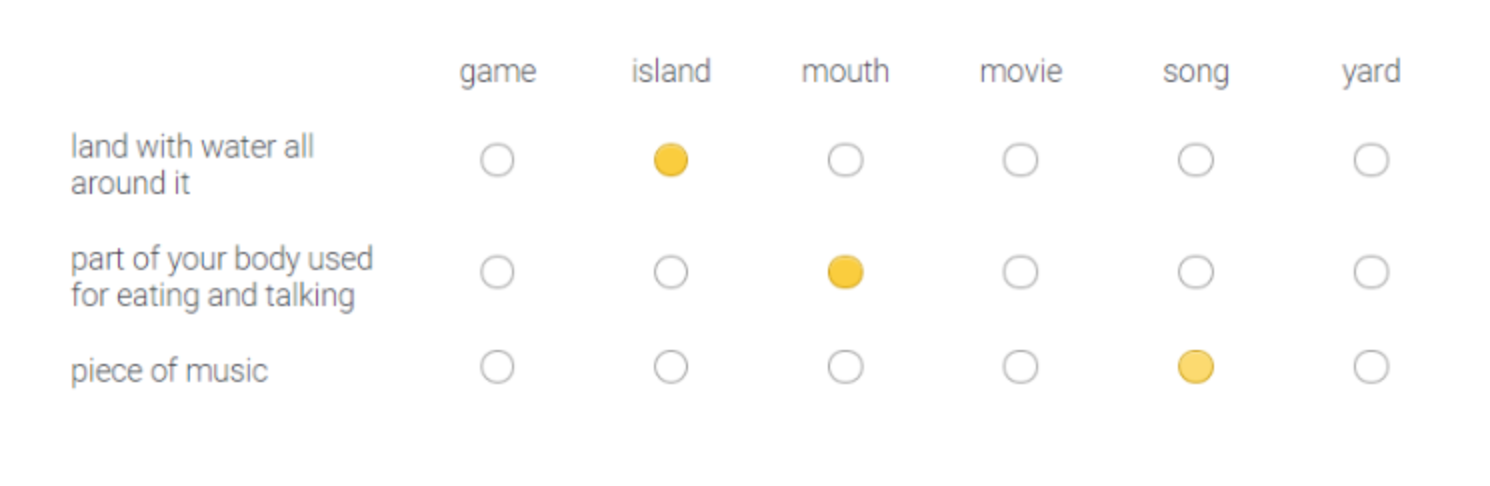 game island mouth movie song yard
land with water all
around it
part of your body used
for eating and talking
piece of music